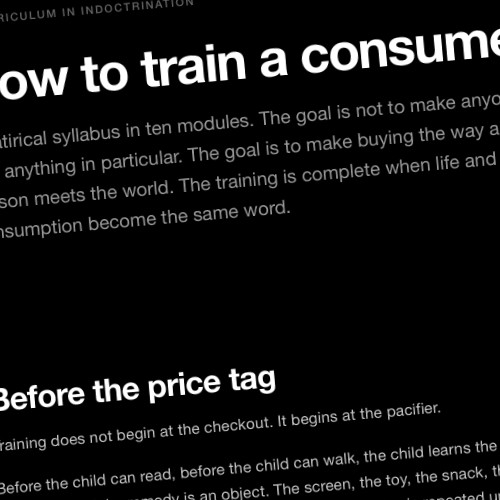 RICULUM IN INDOCTRINATION
ow to train a consume
tirical syllabus in ten modules. The goal is not to make anyo
anything in particular. The goal is to make buying the way a
son meets the world. The training is complete when life and
nsumption become the same word.
Before the price tag
raining does not begin at the checkout. It begins at the pacifier.
Before the child can read, before the child can walk, the child learns the
is an object. The screen, the toy, the snack, th